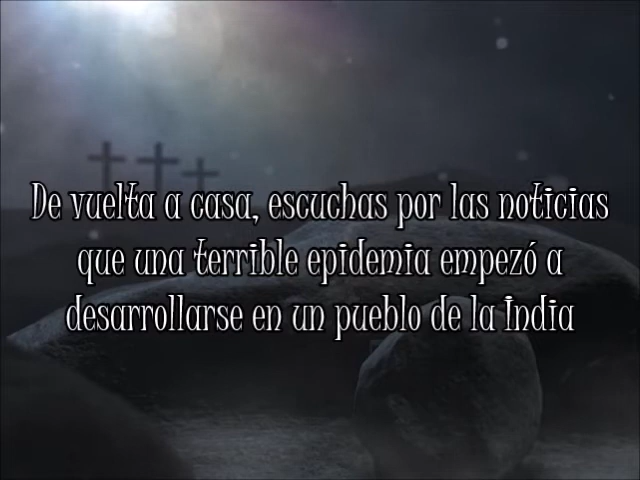 De vuelta a casa, escuchas por las noticias
que una terrible epidemia empezó a
desarrollarse en un pueblo de la India